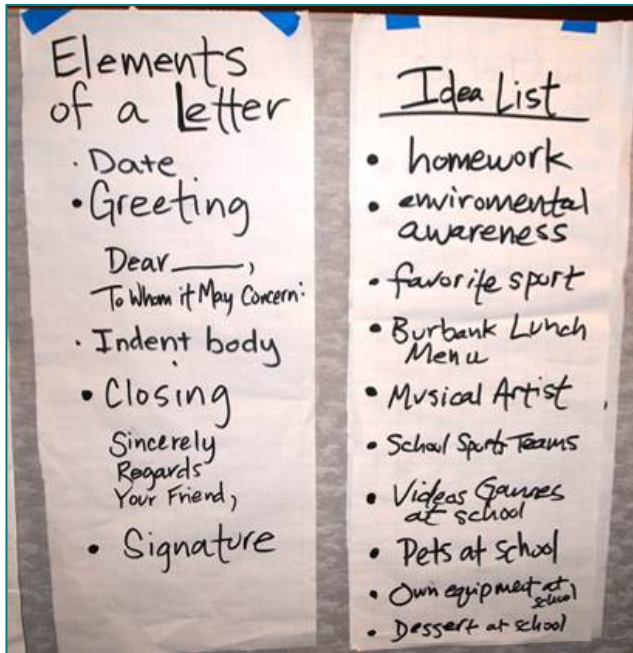 Elements
of a Letter
· Date
• Greeting
Dear ____,
To Whom it May Concern:
· Indent body
• Closing
Sincerely
Regards
Your Friend,
• Signature
Idea List
• homework
• enviromental
awareness
• favorite sport
• Burbank Lunch
Menu
• Musical Artist
• School Sports Teams
• Videos Games
at school
• Pets at school
• Own equipment at
school
• Dessert at school